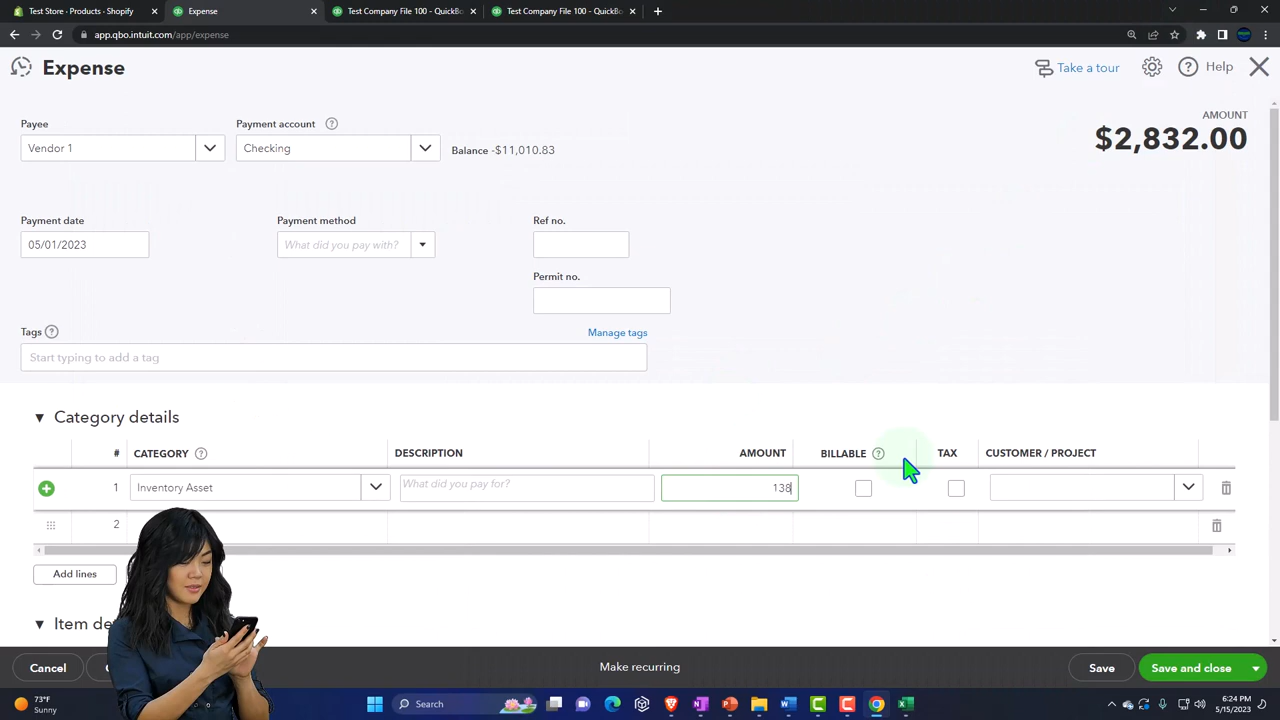 Test Store - Products - Shopify
Expense
Test Company File 100 - QuickBo
Test Company File 100 - QuickBo
app.qbo.intuit.com/app/expense
Expense
Take a tour
Help
Payee
Payment account
AMOUNT
$2,832.00
Vendor 1
Checking
Balance -$11,010.83
Payment date
Payment method
Ref no.
05/01/2023
What did you pay with?
Permit no.
Tags
Manage tags
Start typing to add a tag
Category details
# CATEGORY DESCRIPTION AMOUNT BILLABLE TAX CUSTOMER / PROJECT
1 Inventory Asset What did you pay for? 138
2
Add lines
Item de
Cancel
C
Make recurring
Save
Save and close
73°F
Sunny
Search
6:24 PM
5/15/2023